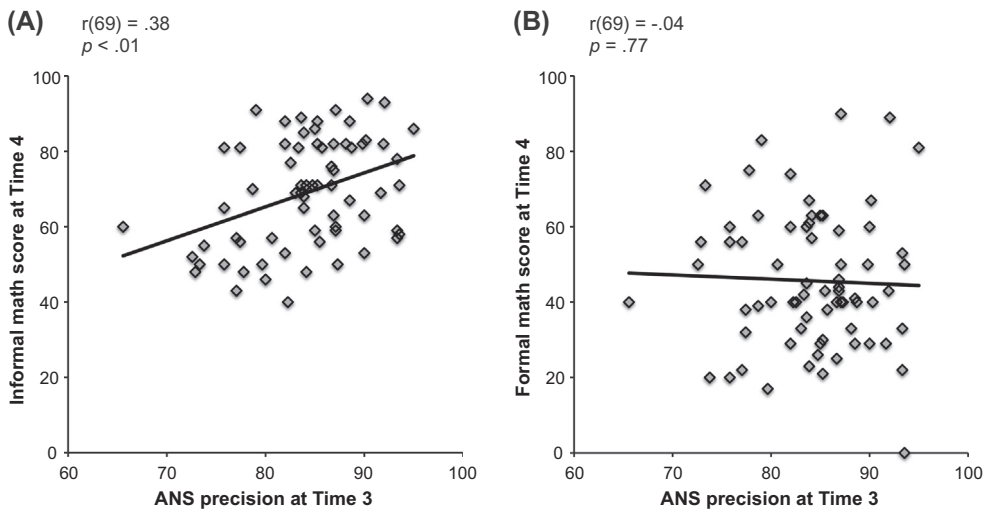 (A)
r(69) = .38
p < .01
100
80
60
40
20
0
60 70 80 90 100
Informal math score at Time 4
ANS precision at Time 3
(B)
r(69) = -.04
p = .77
100
80
60
40
20
0
60 70 80 90 100
Formal math score at Time 4
ANS precision at Time 3